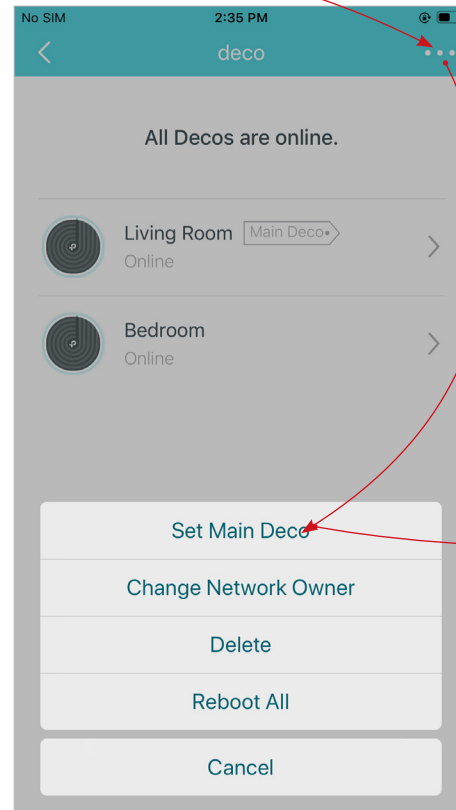 No SIM 2:35 PM
deco
All Decos are online.
Living Room Main Deco
Online
Bedroom
Online
Set Main Deco
Change Network Owner
Delete
Reboot All
Cancel